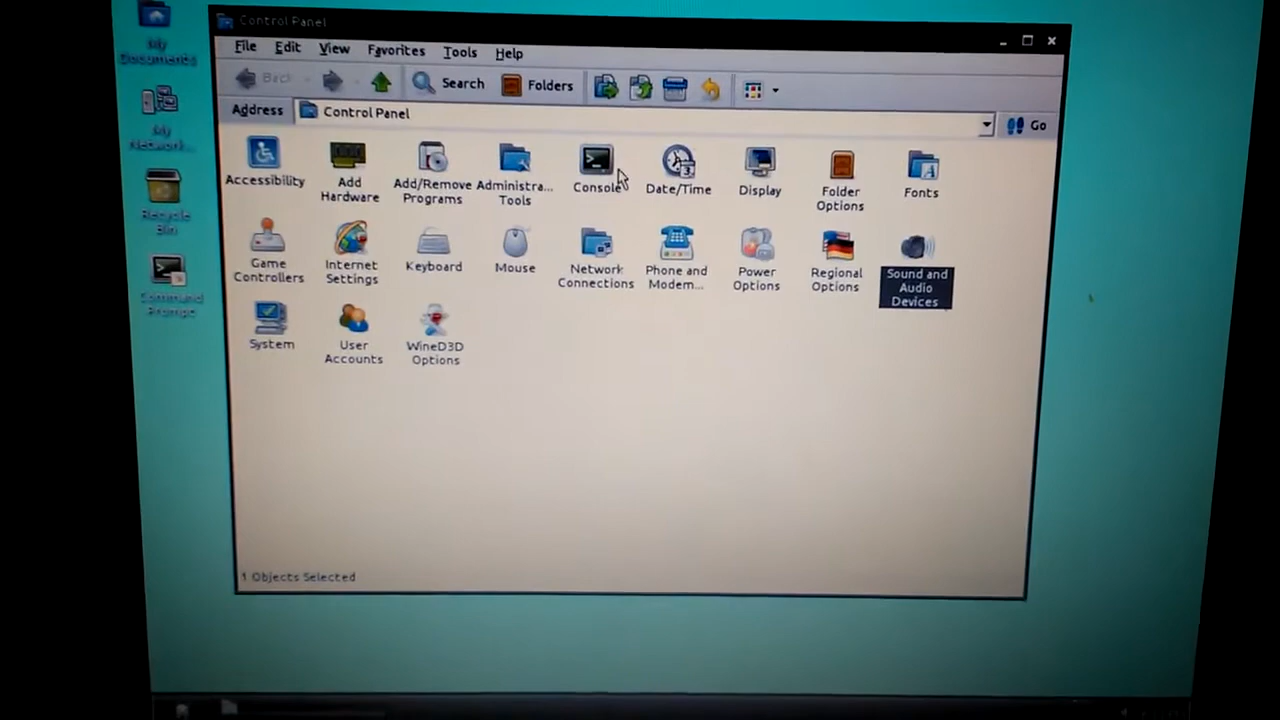 Control Panel
File Edit View Favorites Tools Help
Back Search Folders
Address Control Panel Go
My
Documents
My
Network...
Recycle
Bin
Command
Prompt
Accessibility
Add
Hardware
Add/Remove
Programs
Administra...
Tools
Console
Date/Time
Display
Folder
Options
Fonts
Game
Controllers
Internet
Settings
Keyboard
Mouse
Network
Connections
Phone and
Modem...
Power
Options
Regional
Options
Sound and
Audio
Devices
System
User
Accounts
WineD3D
Options
1 Objects Selected